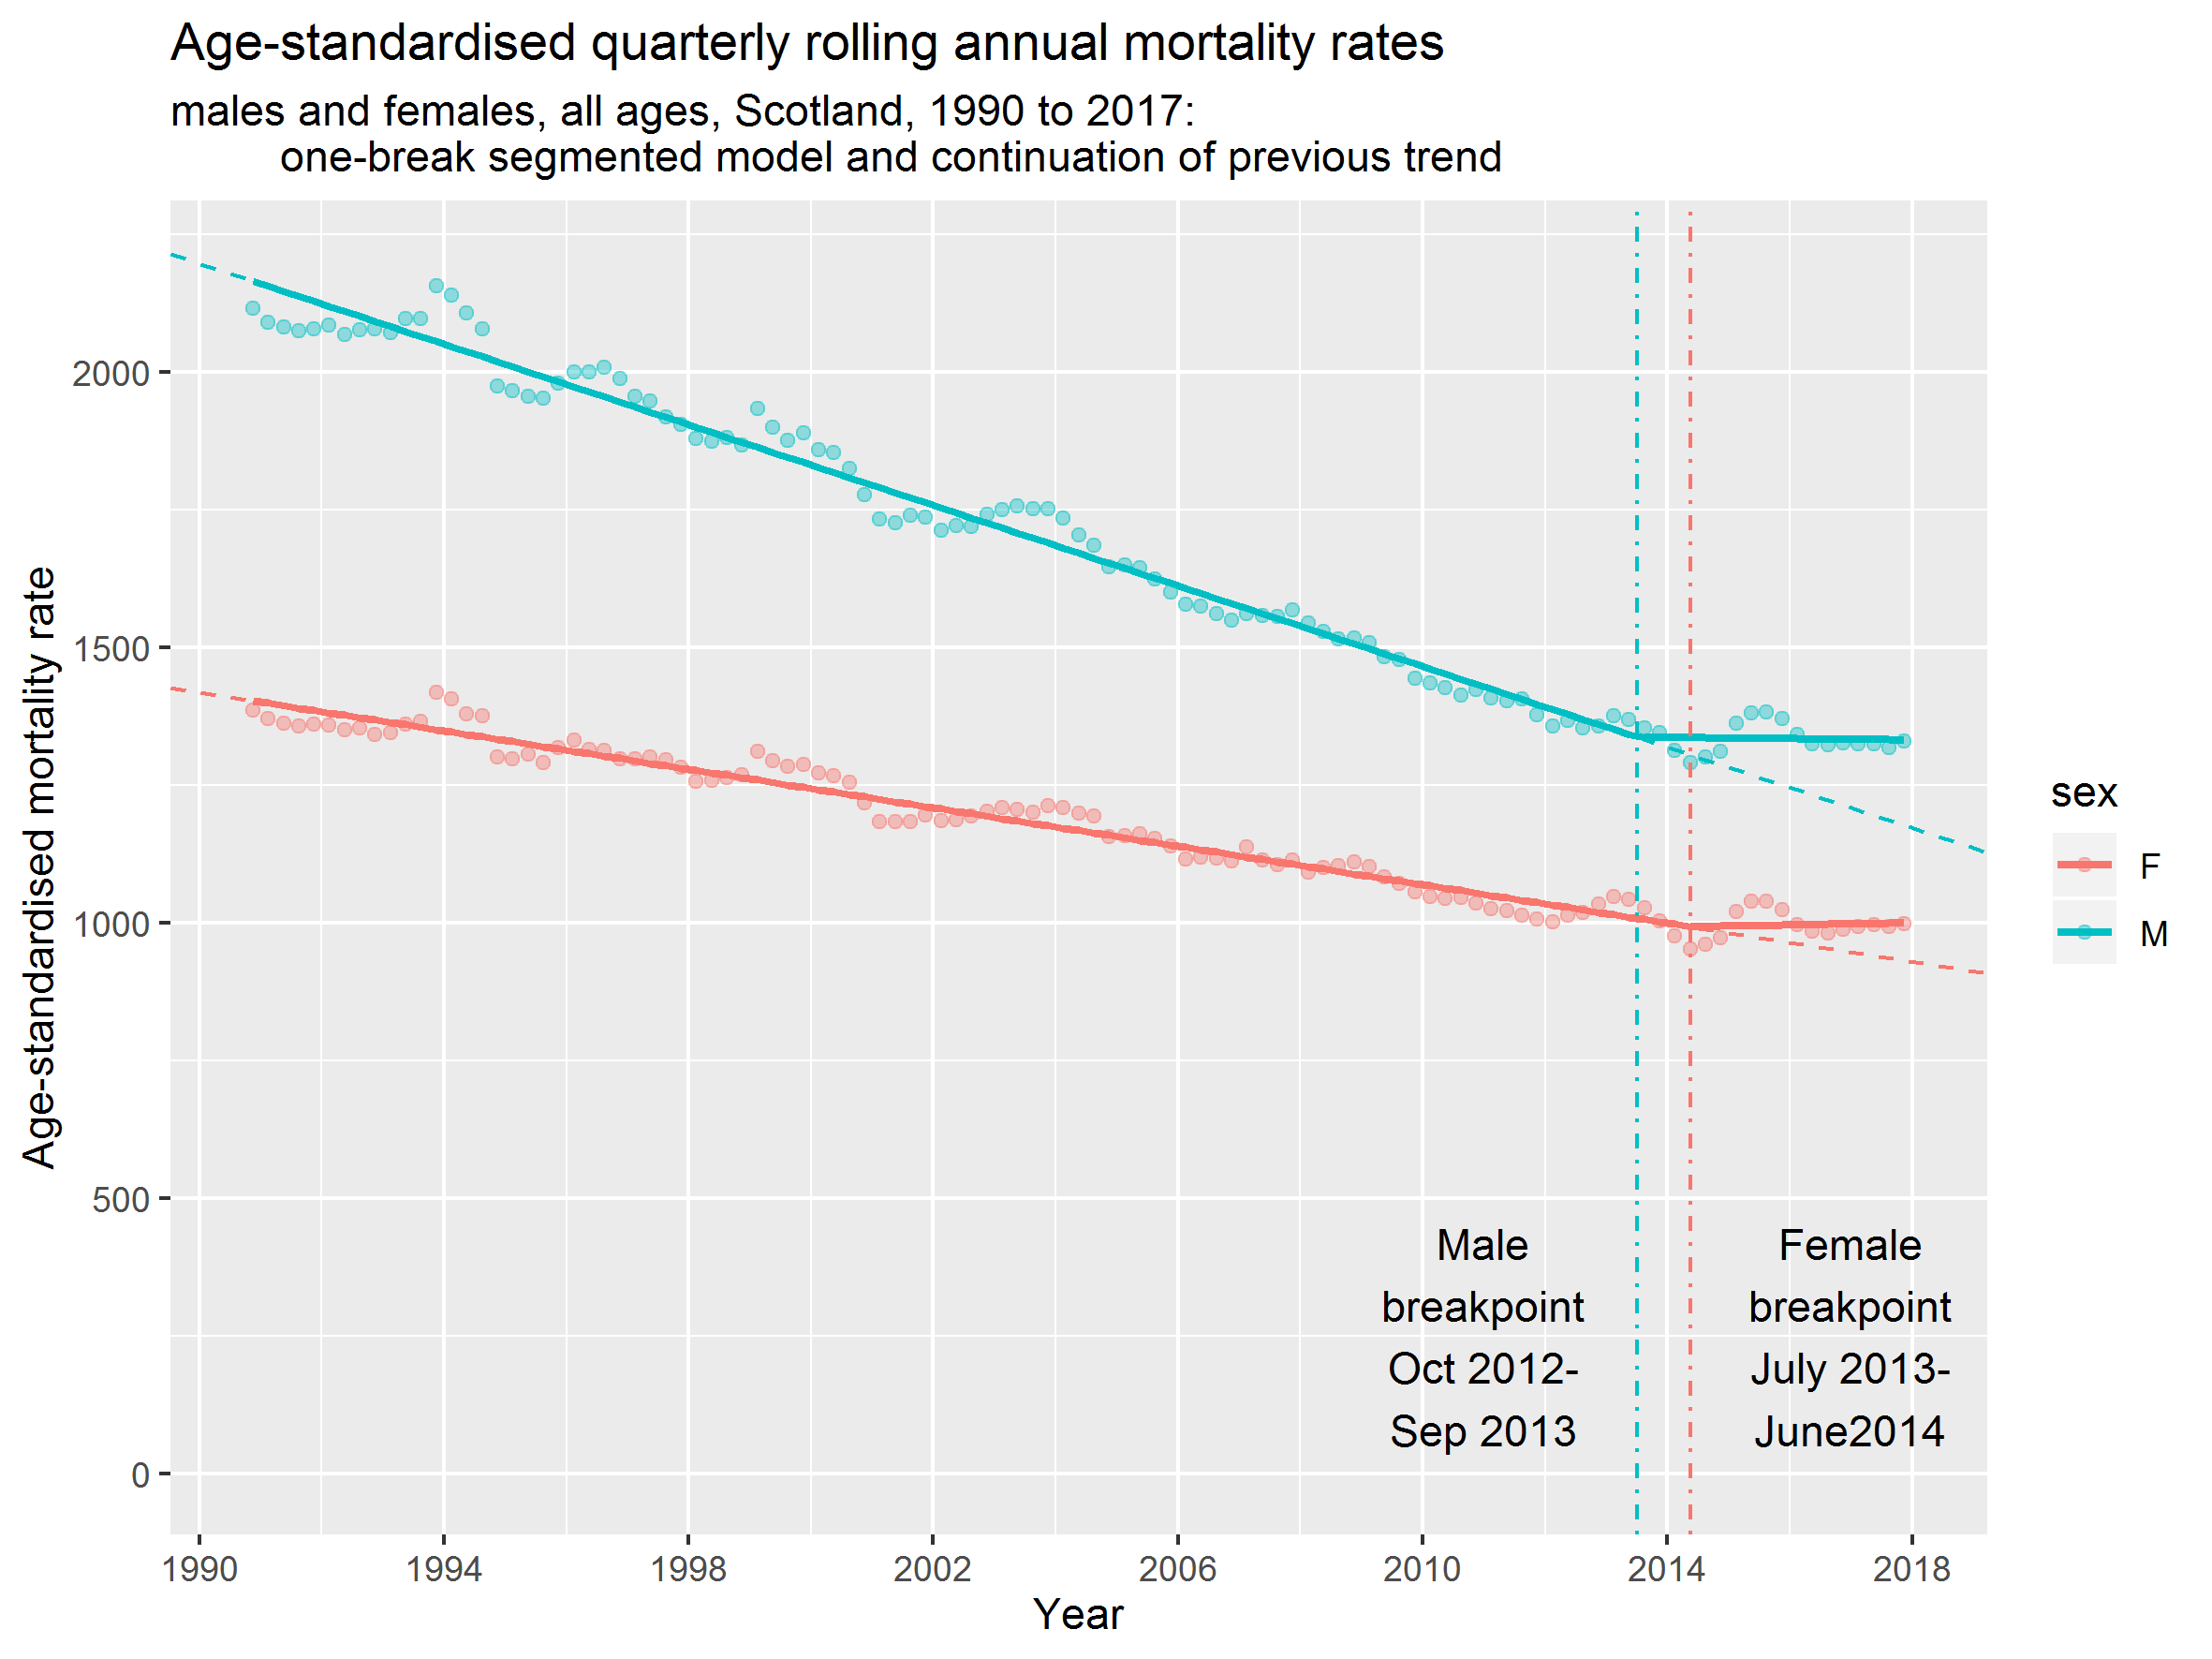 Age-standardised quarterly rolling annual mortality rates
males and females, all ages, Scotland, 1990 to 2017:
one-break segmented model and continuation of previous trend
Age-standardised mortality rate
2000
1500
1000
500
0
Male
breakpoint
Oct 2012-
Sep 2013
Female
breakpoint
July 2013-
June2014
1990 1994 1998 2002 2006 2010 2014 2018
Year
sex
F
M